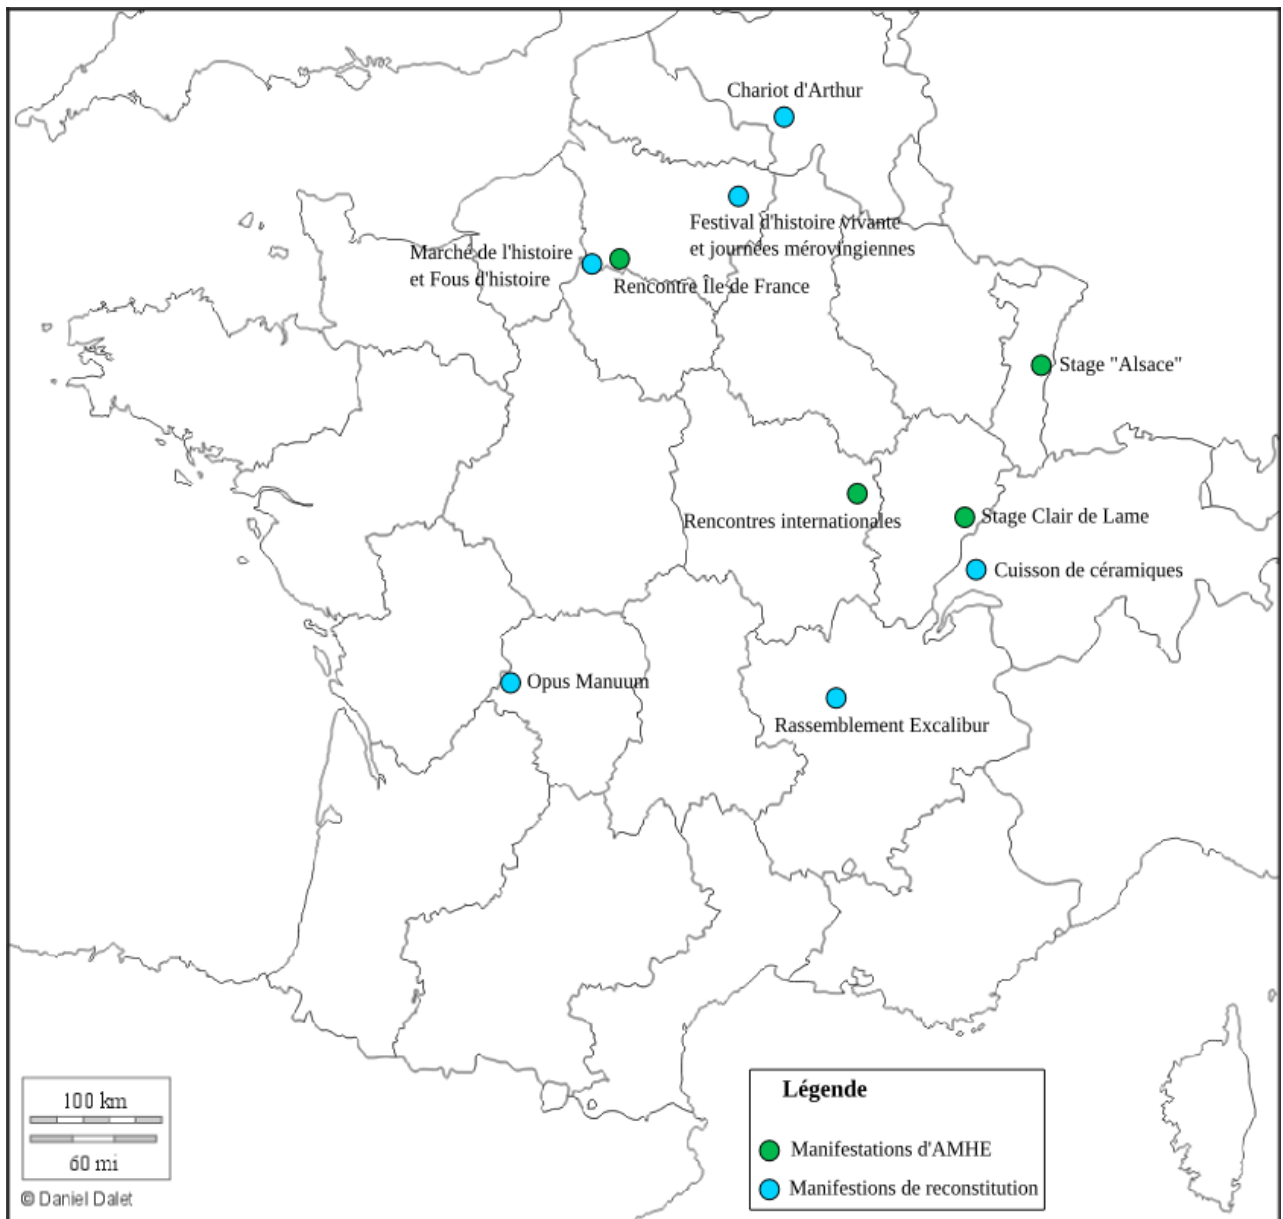 Chariot d'Arthur
Festival d'histoire vivante
et journées mérovingiennes
Marché de l'histoire
et Fous d'histoire
Rencontre Île de France
Stage "Alsace"
Rencontres internationales
Stage Clair de Lame
Cuisson de céramiques
Opus Manuum
Rassemblement Excalibur
Légende
Manifestations d'AMHE
Manifestions de reconstitution
100 km
60 mi
© Daniel Dalet